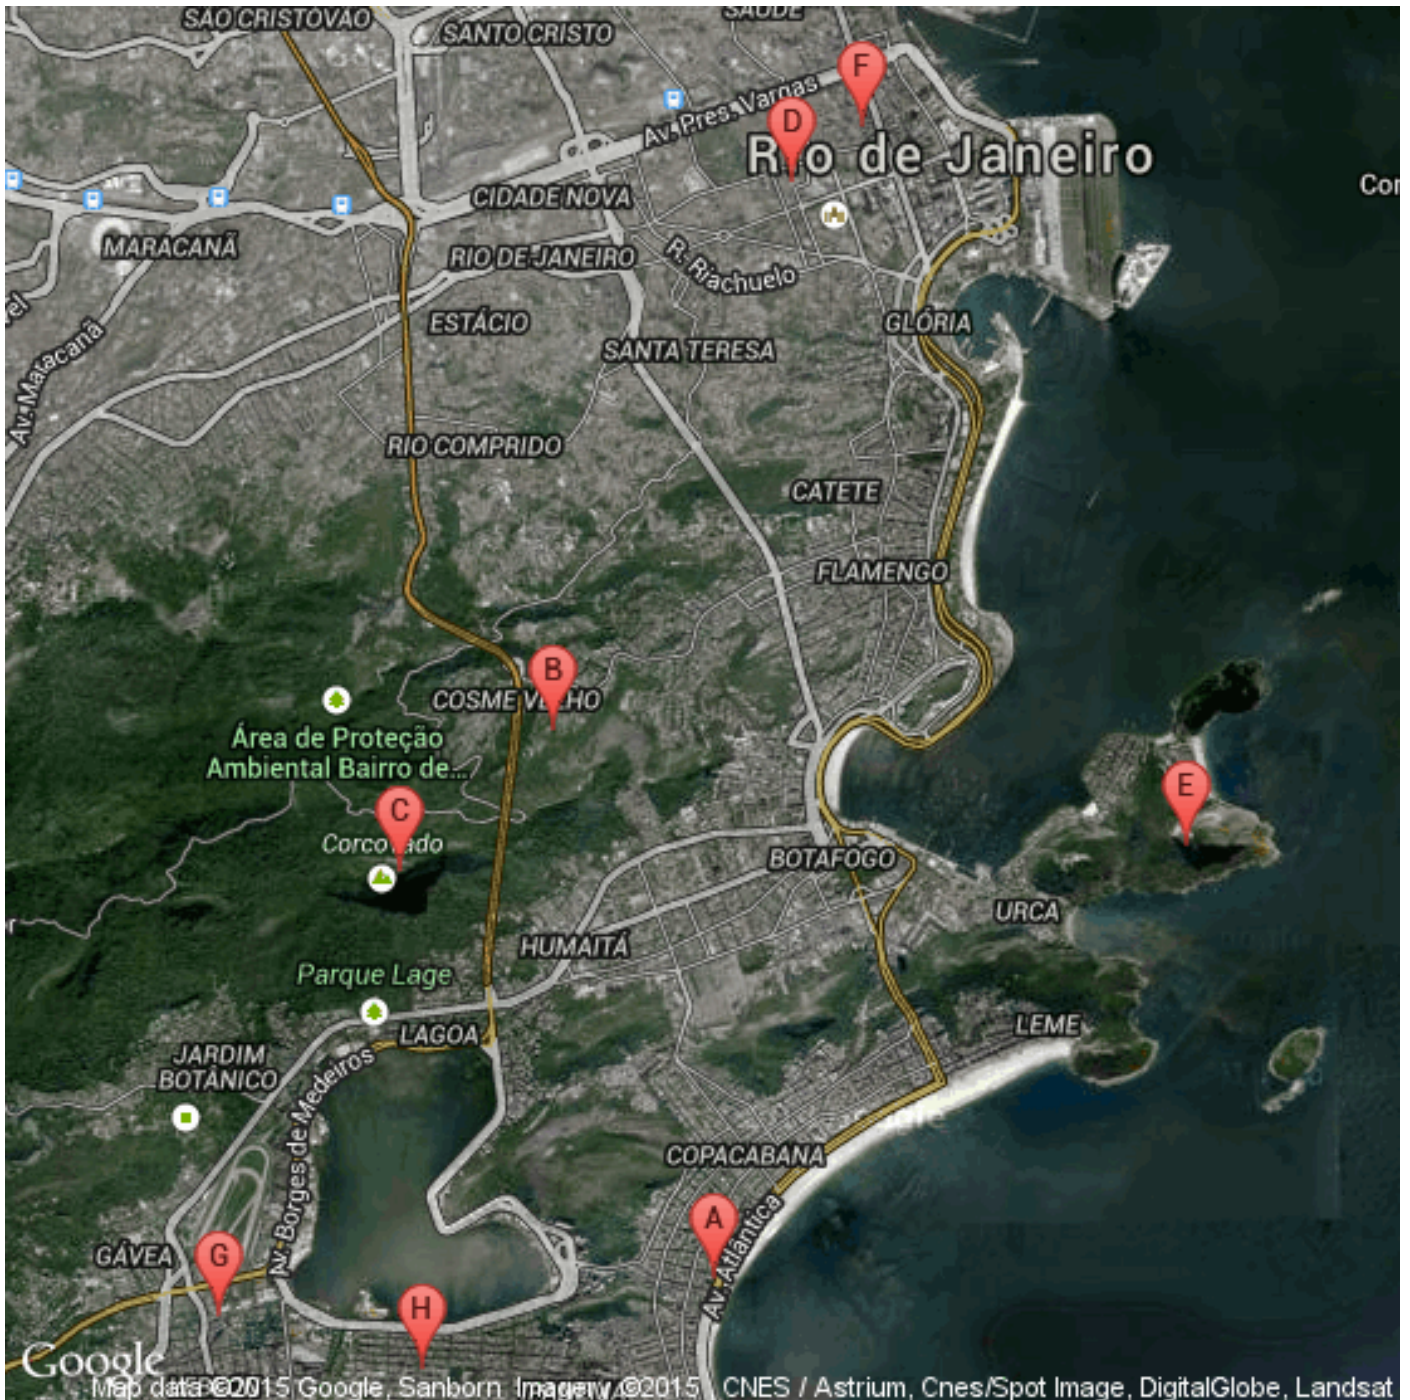 SÃO CRISTÓVÃO
SANTO CRISTO
SAÚDE
F
Av. Pres. Vargas
D
Rio de Janeiro
CIDADE NOVA
MARACANÃ
RIO DE JANEIRO
R. Riachuelo
ESTÁCIO
GLÓRIA
SANTA TERESA
Av. Maracanã
RIO COMPRIDO
CATETE
FLAMENGO
B
COSME VELHO
Área de Proteção
Ambiental Bairro de...
E
C
Corcovado
BOTAFOGO
URCA
HUMAITÁ
Parque Lage
LEME
LAGOA
JARDIM
BOTÂNICO
Av. Borges de Medeiros
COPACABANA
A
Av. Atlântica
GÁVEA
G
H
Google
Map data ©2015 Google, Sanborn Imagery ©2015, CNES / Astrium, Cnes/Spot Image, DigitalGlobe, Landsat